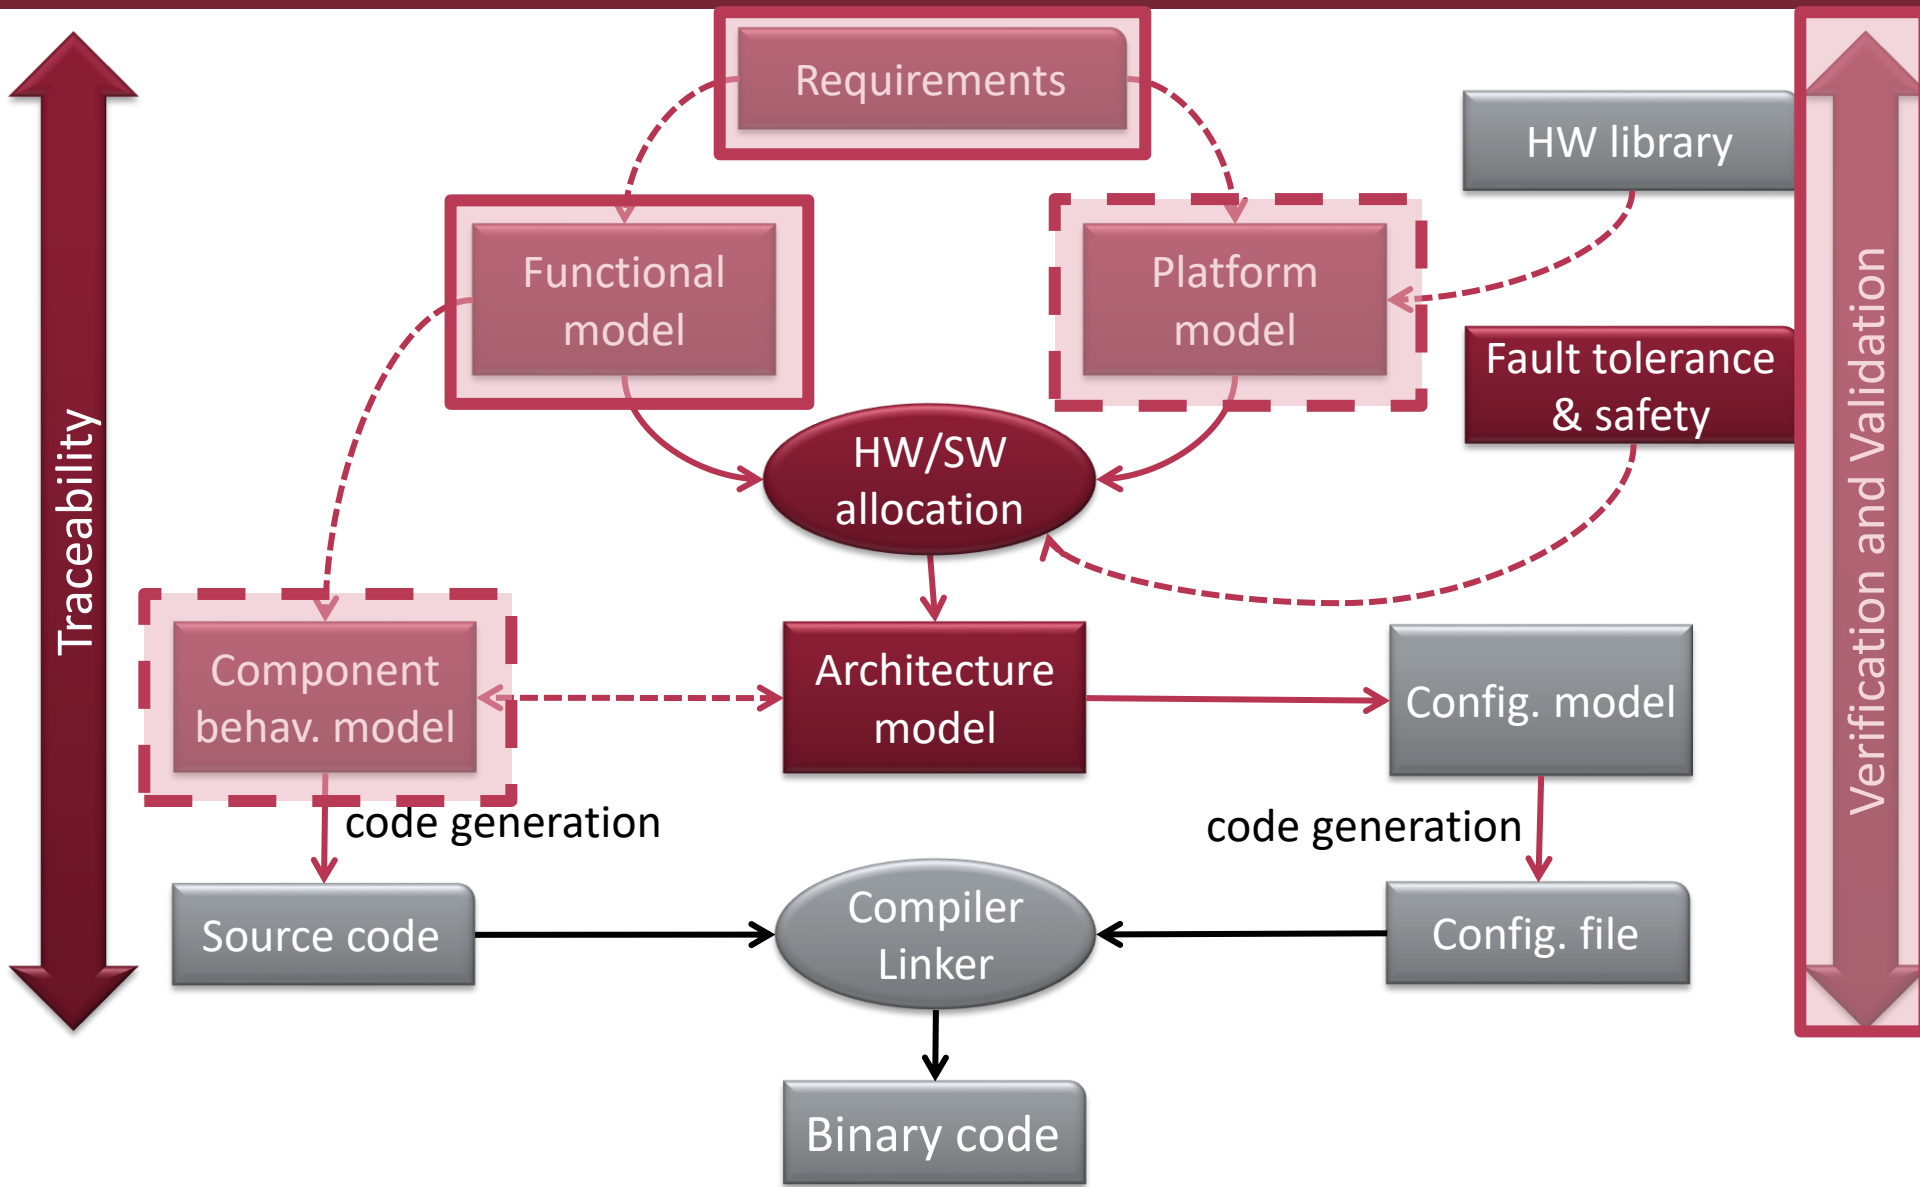 Requirements
HW library
Functional
model
Platform
model
Fault tolerance
& safety
HW/SW
allocation
Traceability
Verification and Validation
Component
behav. model
Architecture
model
Config. model
code generation
code generation
Source code
Compiler
Linker
Config. file
Binary code